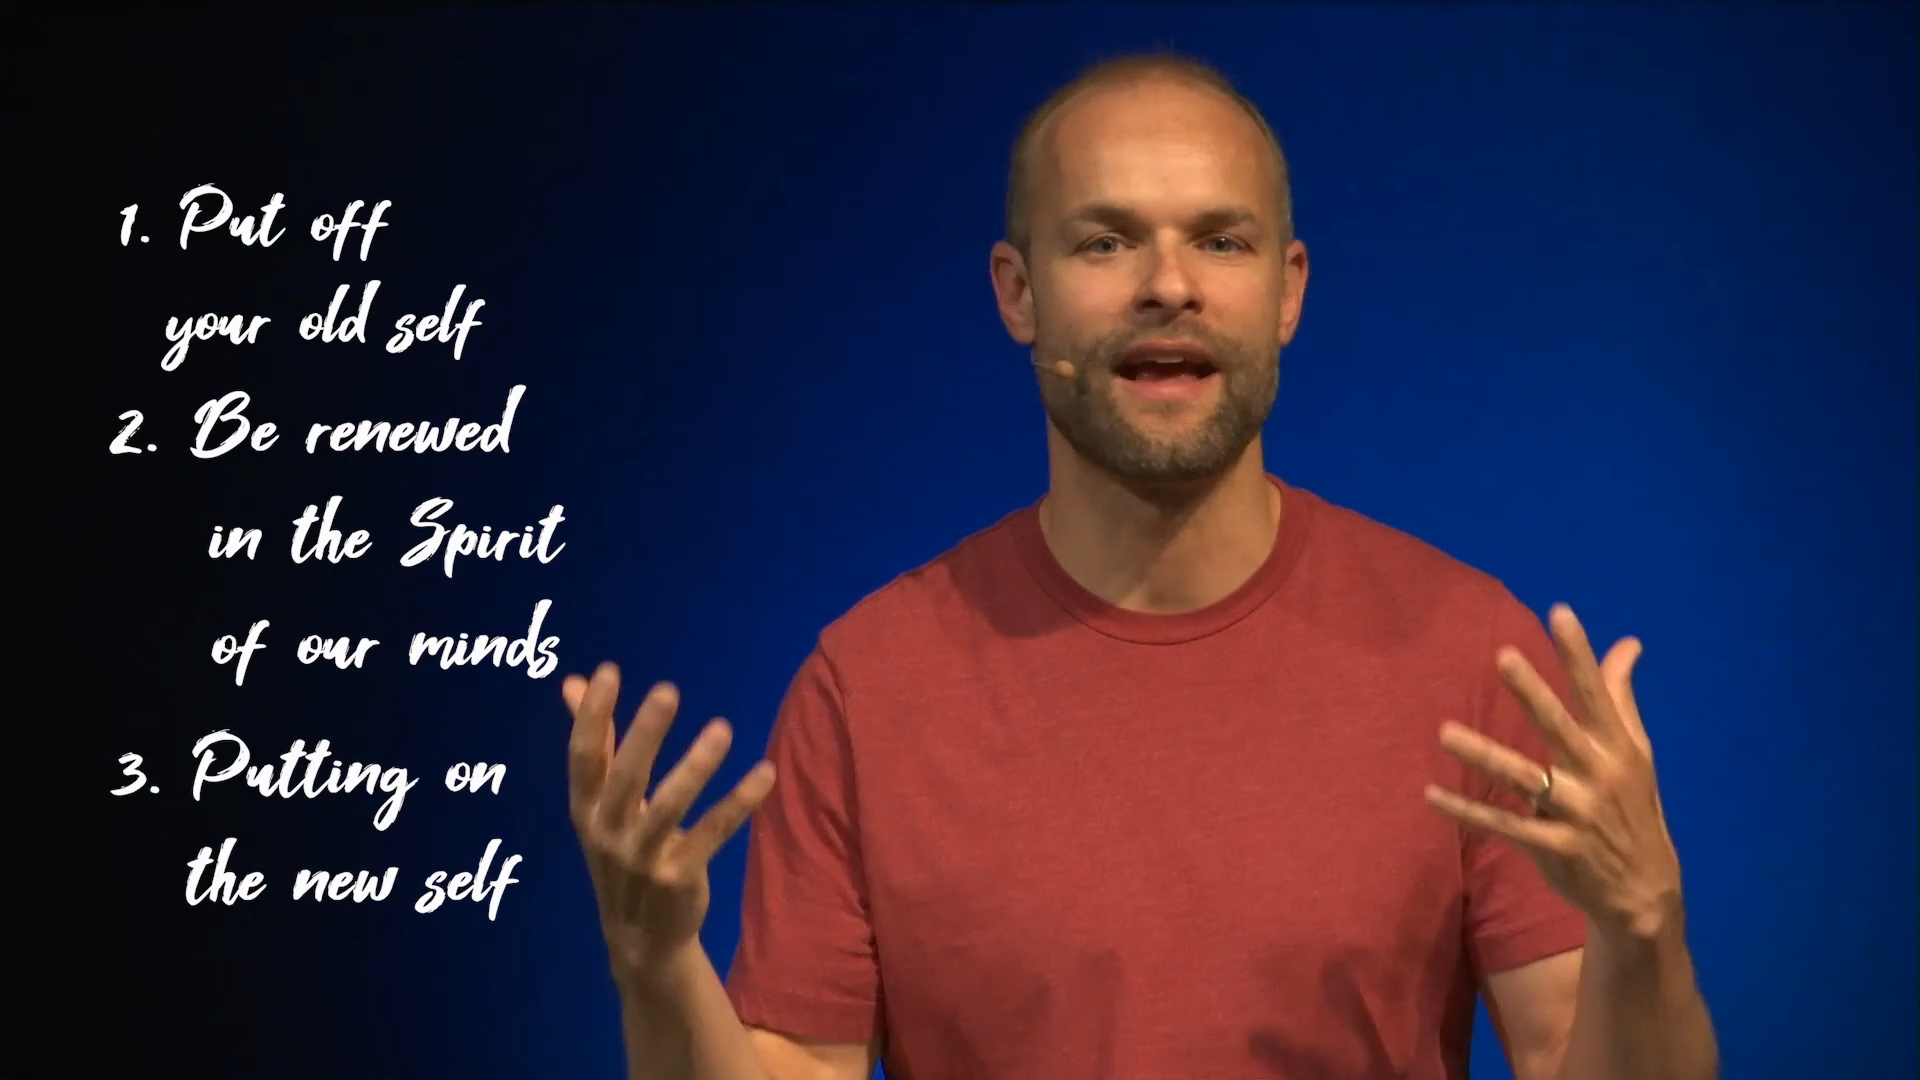 1. Put off
your old self
2. Be renewed
in the Spirit
of our minds
3. Putting on
the new self